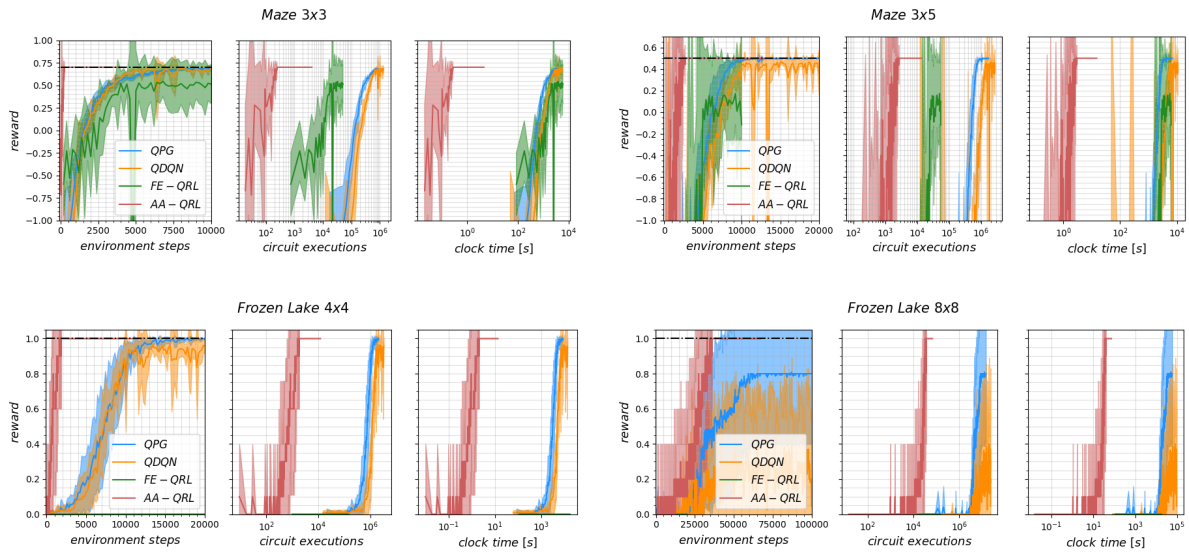 Maze 3x3
Maze 3x5
1.00
0.75
0.50
0.25
0.00
−0.25
−0.50
−0.75
−1.00
reward
0 2500 5000 7500 10000
environment steps
QPG
QDQN
FE − QRL
AA − QRL
10² 10³ 10⁴ 10⁵ 10⁶
circuit executions
10⁰ 10² 10⁴
clock time [s]
0.6
0.4
0.2
0.0
−0.2
−0.4
−0.6
−0.8
−1.0
reward
0 5000 10000 15000 20000
environment steps
QPG
QDQN
FE − QRL
AA − QRL
10² 10³ 10⁴ 10⁵ 10⁶
circuit executions
10⁰ 10² 10⁴
clock time [s]
Frozen Lake 4x4
Frozen Lake 8x8
1.0
0.8
0.6
0.4
0.2
0.0
reward
0 5000 10000 15000 20000
environment steps
QPG
QDQN
FE − QRL
AA − QRL
10² 10⁴ 10⁶
circuit executions
10⁻¹ 10¹ 10³
clock time [s]
1.0
0.8
0.6
0.4
0.2
0.0
reward
0 25000 50000 75000 100000
environment steps
QPG
QDQN
FE − QRL
AA − QRL
10² 10⁴ 10⁶
circuit executions
10⁻¹ 10¹ 10³ 10⁵
clock time [s]